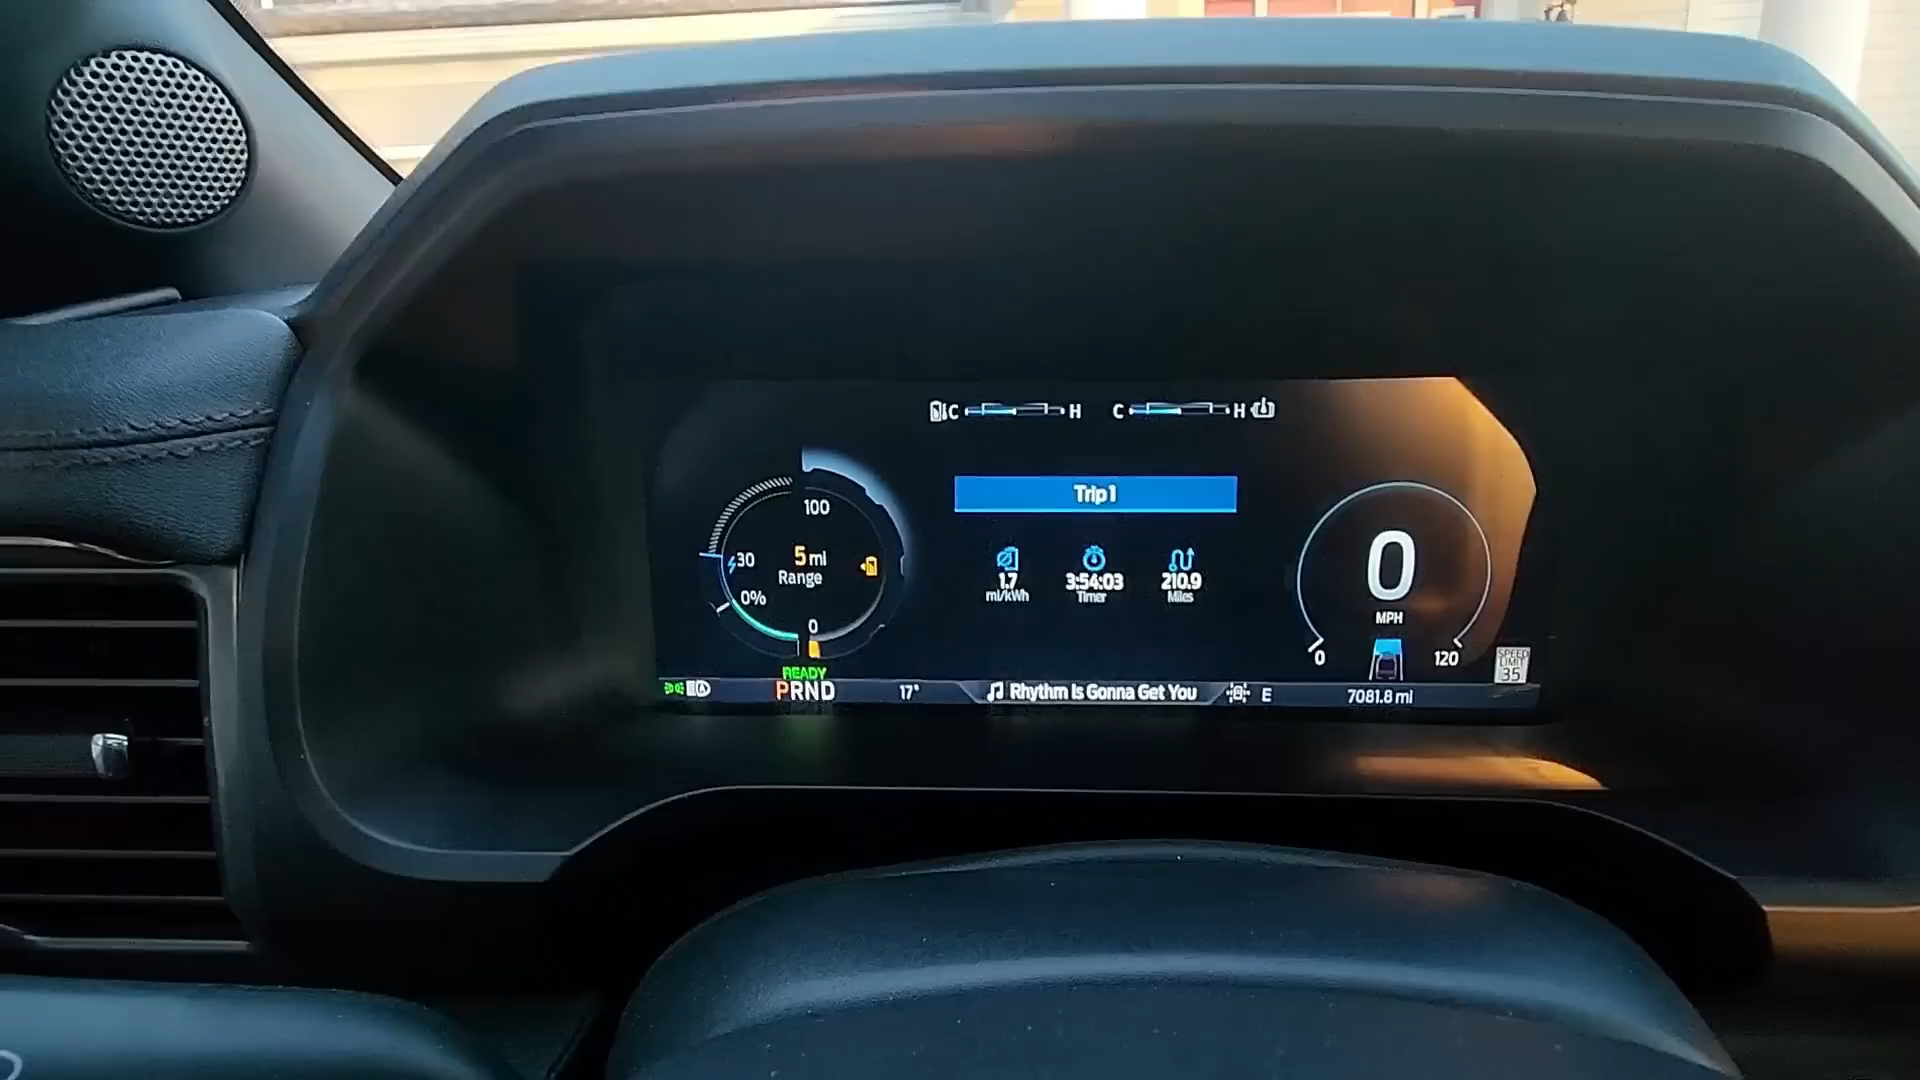 C H C H
Trip 1
100
30
5 mi
Range
0%
0
1.7
mi/kWh
3:54:03
Timer
210.9
Miles
0
MPH
0 120
SPEED
LIMIT
35
READY
PRND
17°
Rhythm Is Gonna Get You
E
7081.8 mi